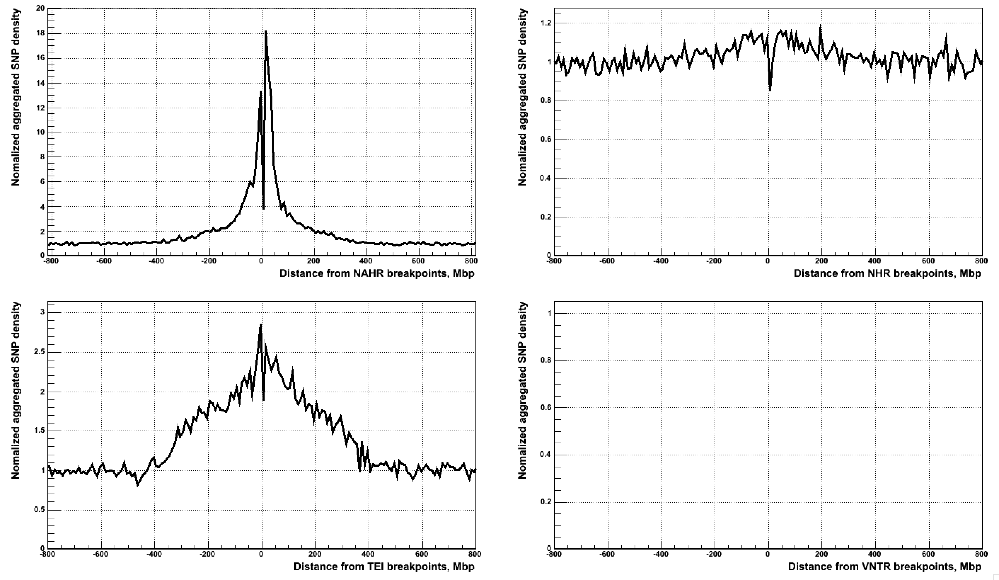 Nomalized aggregated SNP density
20
18
16
14
12
10
8
6
4
2
0
-800 -600 -400 -200 0 200 400 600 800
Distance from NAHR breakpoints, Mbp
Nomalized aggregated SNP density
1.2
1
0.8
0.6
0.4
0.2
0
-800 -600 -400 -200 0 200 400 600 800
Distance from NHR breakpoints, Mbp
Nomalized aggregated SNP density
3
2.5
2
1.5
1
0.5
0
-800 -600 -400 -200 0 200 400 600 800
Distance from TEI breakpoints, Mbp
Nomalized aggregated SNP density
1
0.8
0.6
0.4
0.2
0
-800 -600 -400 -200 0 200 400 600 800
Distance from VNTR breakpoints, Mbp